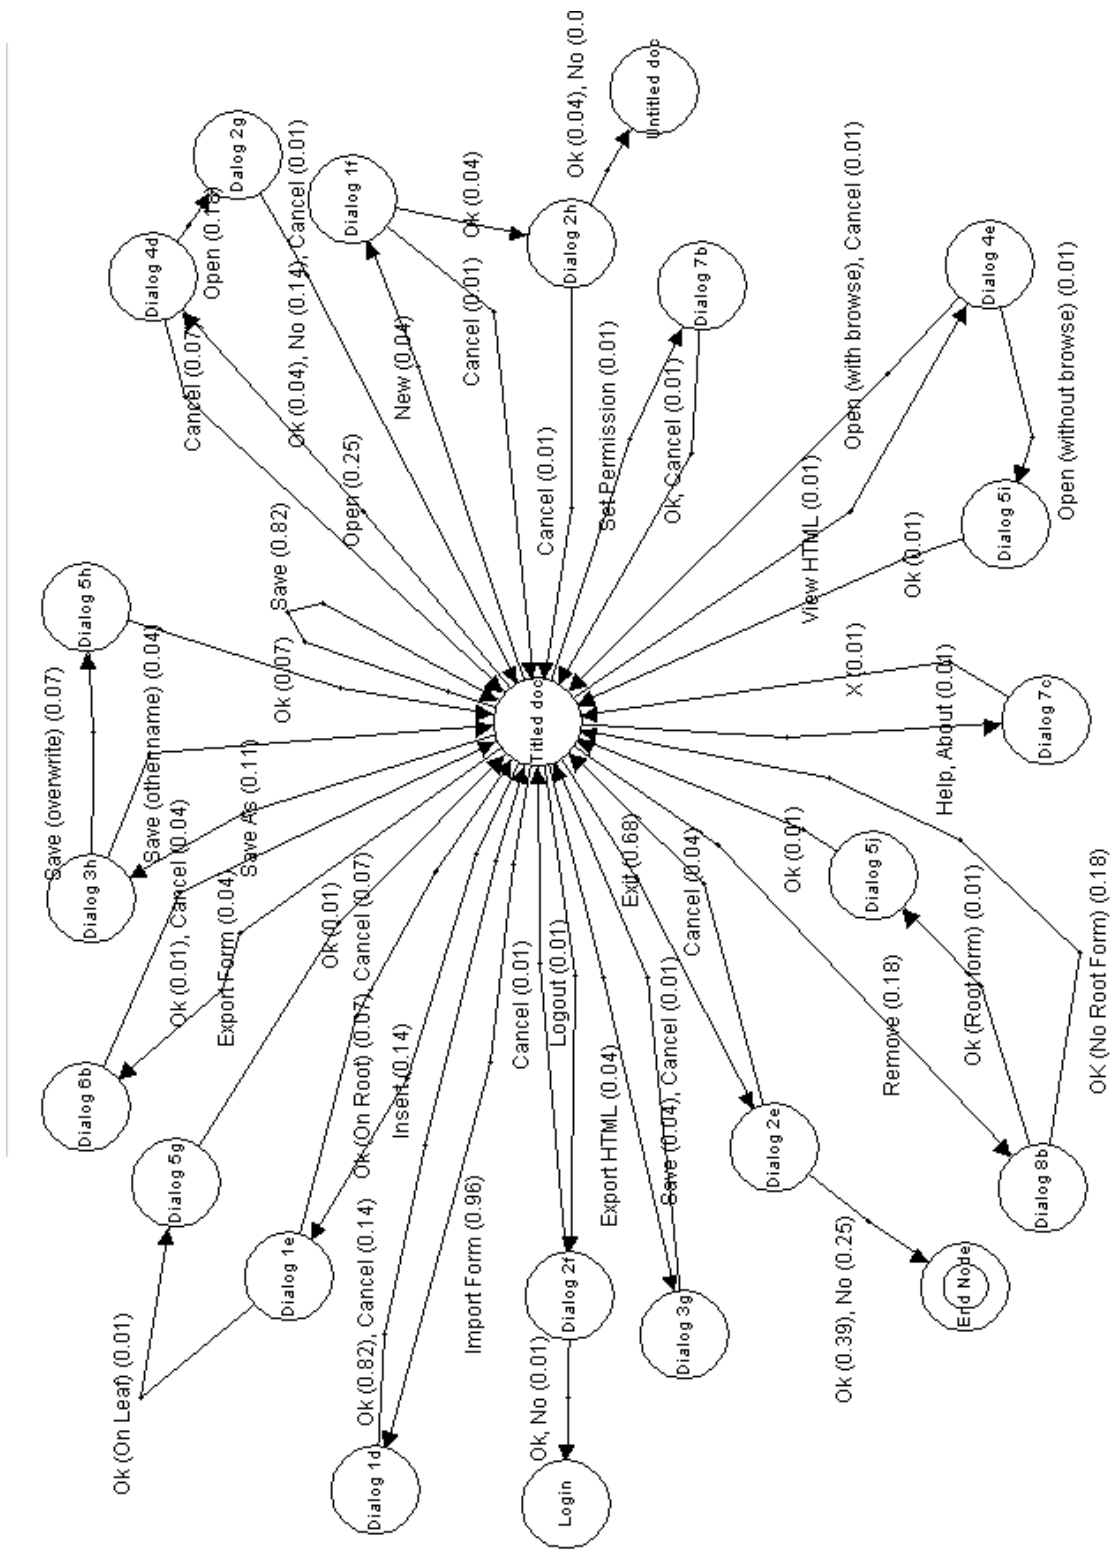 Dalog 2g
Dialog 4d
Open (0.18)
Cancel (0.07)
Ok (0.04), No (0.14), Cancel (0.01)
Open (0.25)
Dialog 1f
New (0.04)
Ok (0.04)
Cancel (0.01)
Ok (0.04), No (0.0
Untitled doc
Dialog 2h
Cancel (0.01)
Dialog 7b
Set Permission (0.01)
Ok, Cancel (0.01)
Open (with browse), Cancel (0.01)
Dialog 4e
View HTML (0.01)
Open (without browse) (0.01)
Dialog 5i
Ok (0.01)
Dialog 5h
Save (0.82)
Ok (0.07)
Save (overwrite) (0.07)
Save (othername) (0.04)
Dialog 3h
Save As (0.11)
Titled doc
X (0.01)
Help, About (0.01)
Dialog 7c
Ok (0.01), Cancel (0.04)
Export Form (0.04)
Dialog 6b
Ok (0.01)
Dialog 5g
Ok (On Root) (0.07), Cancel (0.07)
Insert (0.14)
Dialog 1e
Ok (On Leaf) (0.01)
Ok (0.82), Cancel (0.14)
Import Form (0.96)
Dialog 1d
Cancel (0.01)
Logout (0.01)
Dialog 2f
Ok, No (0.01)
Login
Export HTML (0.04)
Save (0.04), Cancel (0.01)
Dialog 3g
Exit (0.68)
Cancel (0.04)
Dialog 2e
Ok (0.39), No (0.25)
End Node
Ok (0.01)
Dialog 5j
Remove (0.18)
Ok (Root form) (0.01)
OK (No Root Form) (0.18)
Dialog 8b